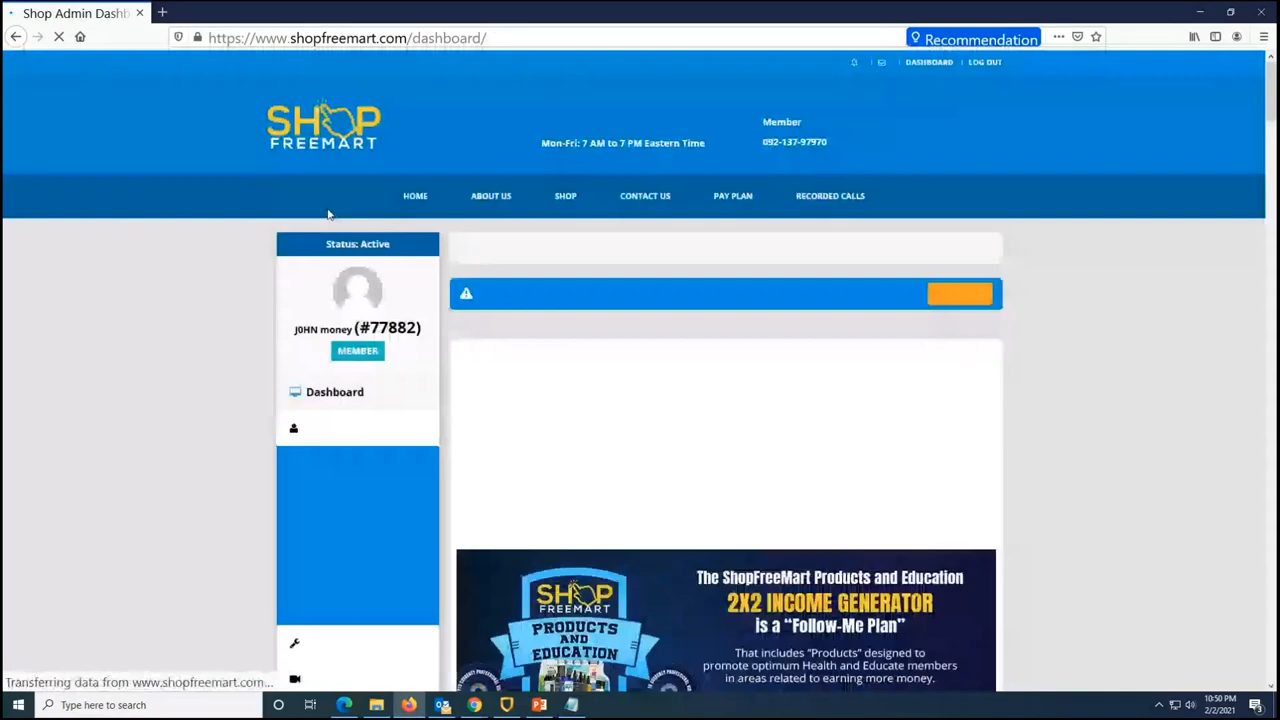 Shop Admin Dashb
https://www.shopfreemart.com/dashboard/
Recommendation
DASHBOARD
LOG OUT
SHOP
FREEMART
Mon-Fri: 7 AM to 7 PM Eastern Time
Member
092-137-97970
HOME
ABOUT US
SHOP
CONTACT US
PAY PLAN
RECORDED CALLS
Status: Active
J0HN money (#77882)
MEMBER
Dashboard
SHOP
FREEMART
PRODUCTS
AND
EDUCATION
The ShopFreeMart Products and Education
2X2 INCOME GENERATOR
is a “Follow-Me Plan”
That includes “Products” designed to
promote optimum Health and Educate members
in areas related to earning more money.
Transferring data from www.shopfreemart.com...
Type here to search
10:50 PM
2/2/2021